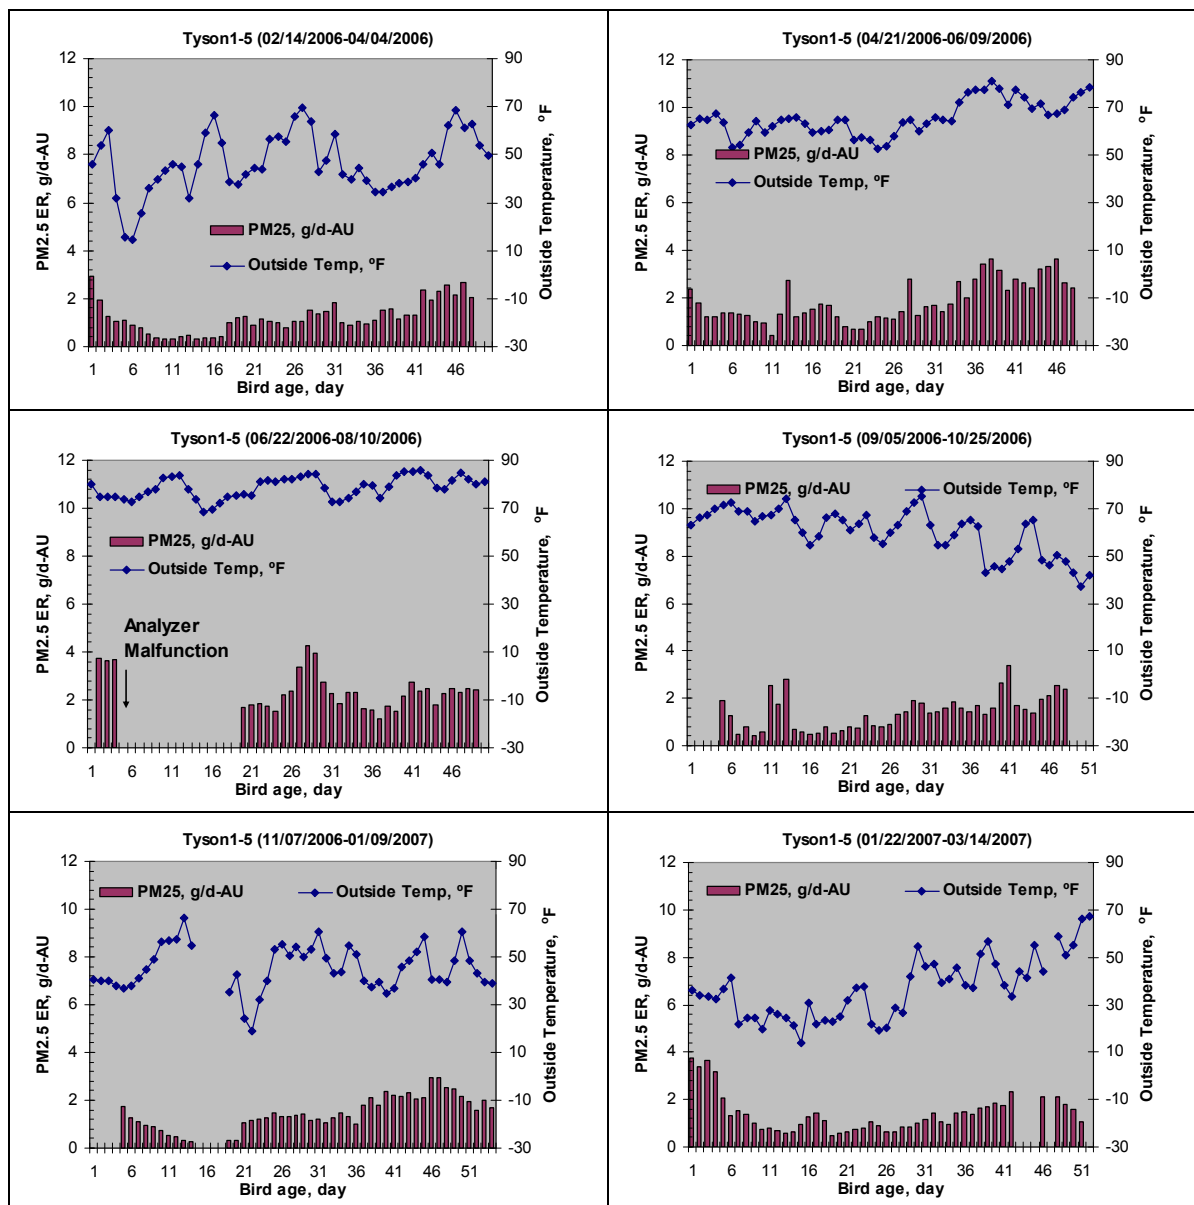 Tyson1-5 (02/14/2006-04/04/2006)
PM2.5 ER, g/d-AU
12
10
8
6
4
2
0
90
70
50
30
10
-10
-30
Outside Temperature, ºF
PM25, g/d-AU
Outside Temp, ºF
1 6 11 16 21 26 31 36 41 46
Bird age, day
Tyson1-5 (04/21/2006-06/09/2006)
PM2.5 ER, g/d-AU
12
10
8
6
4
2
0
90
70
50
30
10
-10
-30
Outside Temperature, ºF
PM25, g/d-AU
Outside Temp, ºF
1 6 11 16 21 26 31 36 41 46 51
Bird age, day
Tyson1-5 (06/22/2006-08/10/2006)
PM2.5 ER, g/d-AU
12
10
8
6
4
2
0
90
70
50
30
10
-10
-30
Outside Temperature, ºF
PM25, g/d-AU
Outside Temp, ºF
Analyzer
Malfunction
1 6 11 16 21 26 31 36 41 46
Bird age, day
Tyson1-5 (09/05/2006-10/25/2006)
PM2.5 ER, g/d-AU
12
10
8
6
4
2
0
90
70
50
30
10
-10
-30
Outside Temperature, ºF
PM25, g/d-AU Outside Temp, ºF
1 6 11 16 21 26 31 36 41 46 51
Bird age, day
Tyson1-5 (11/07/2006-01/09/2007)
PM2.5 ER, g/d-AU
12
10
8
6
4
2
0
90
70
50
30
10
-10
-30
Outside Temperature, ºF
PM25, g/d-AU Outside Temp, ºF
1 6 11 16 21 26 31 36 41 46 51
Bird age, day
Tyson1-5 (01/22/2007-03/14/2007)
PM2.5 ER, g/d-AU
12
10
8
6
4
2
0
90
70
50
30
10
-10
-30
Outside Temperature, ºF
PM25, g/d-AU Outside Temp, ºF
1 6 11 16 21 26 31 36 41 46 51
Bird age, day